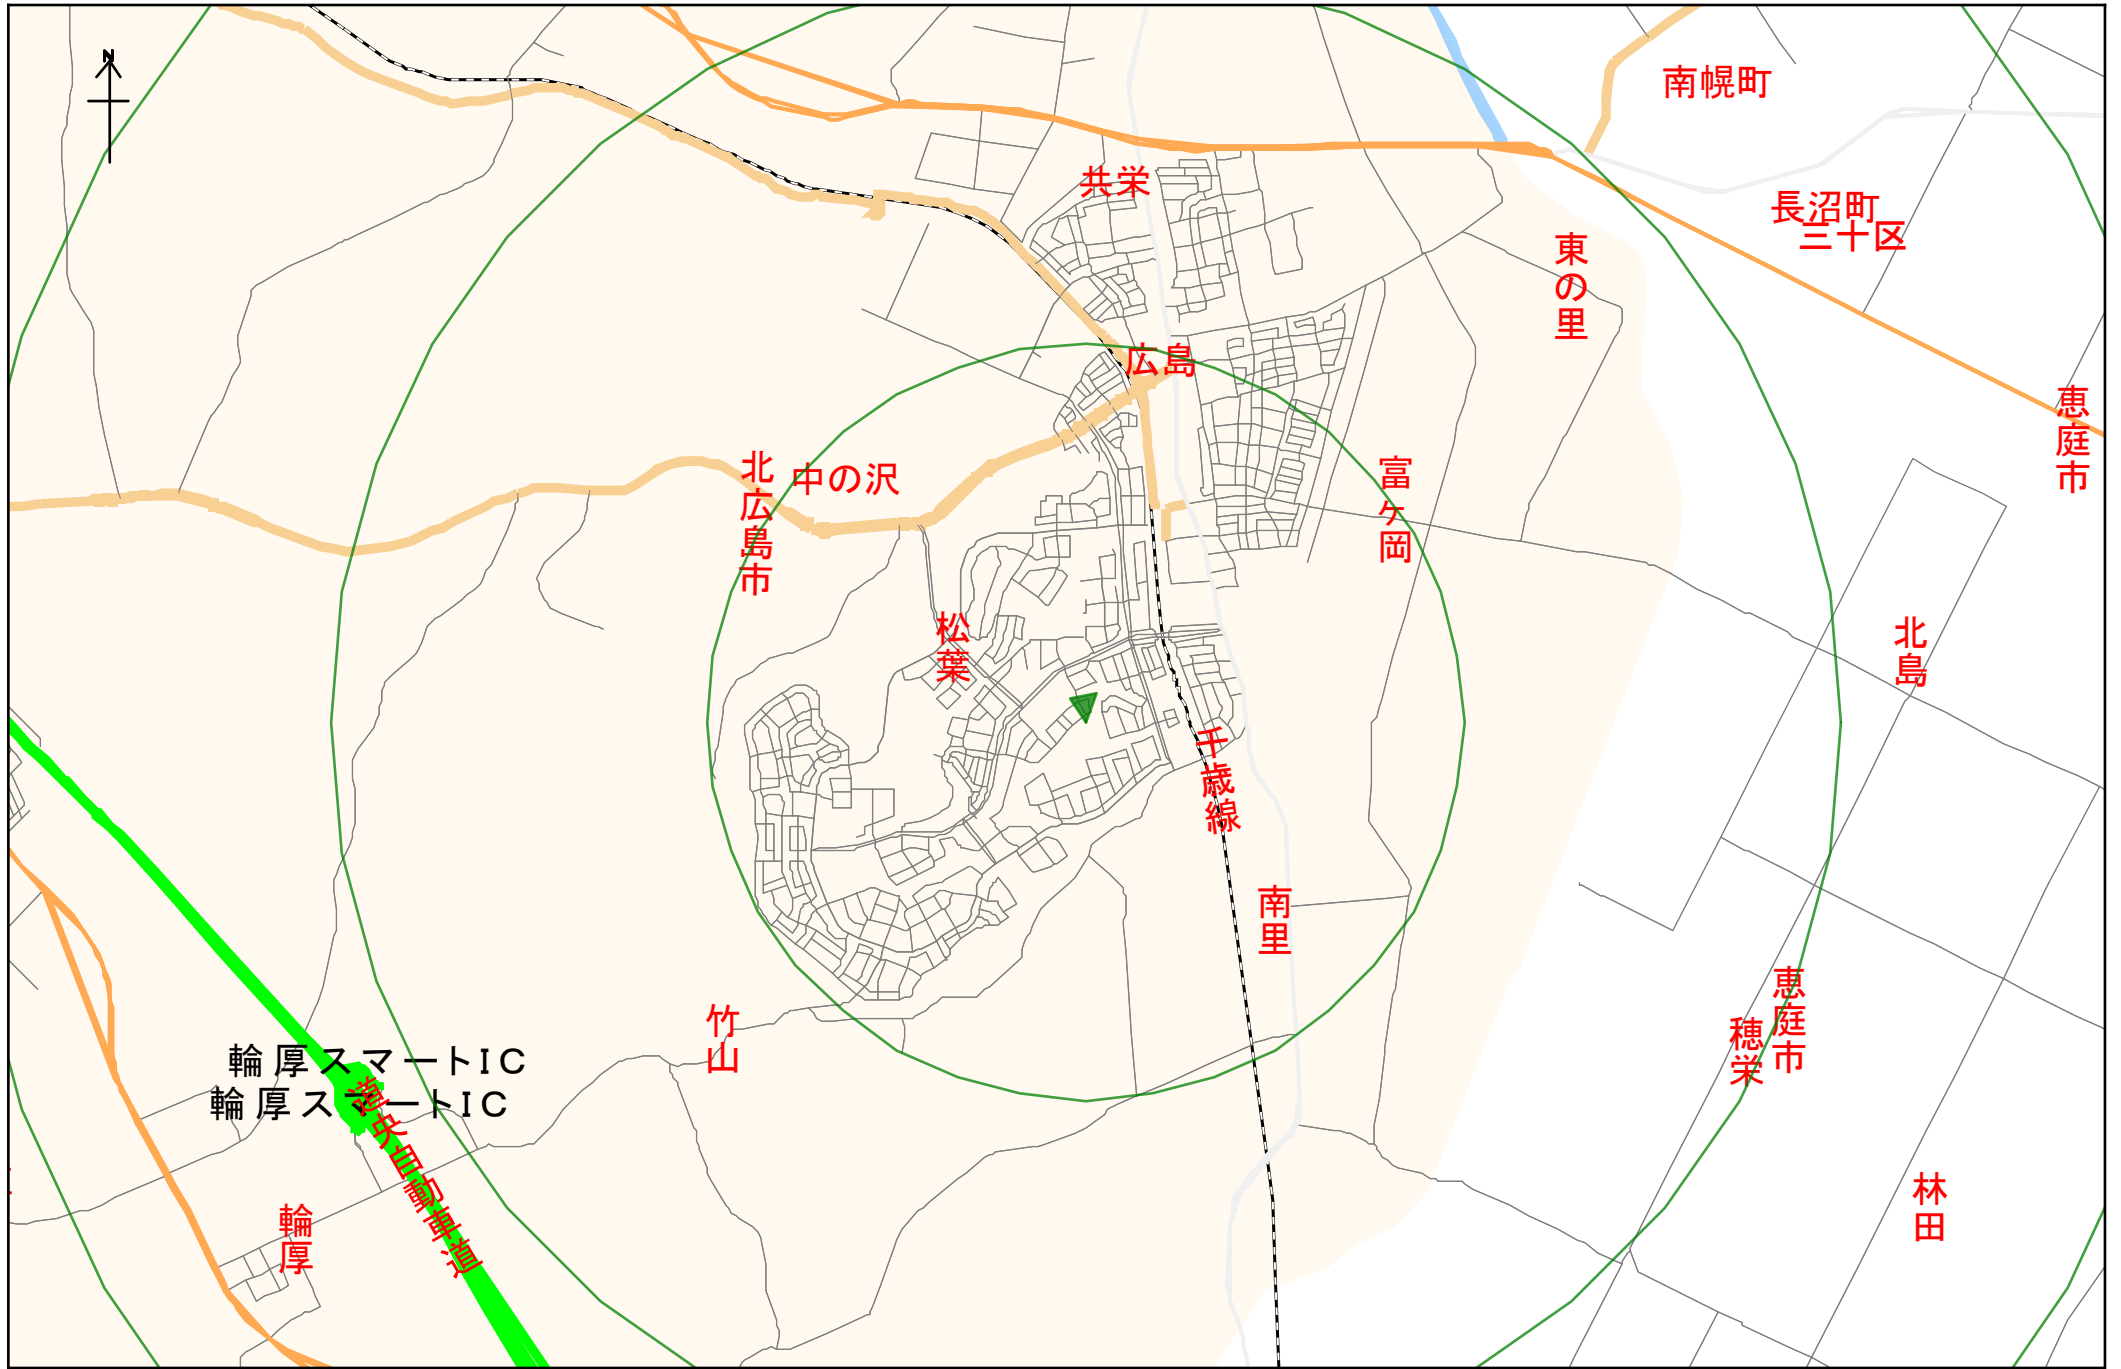 N
南幌町
共栄
長沼町
三十区
東の里
広島
恵庭市
北広島市
中の沢
富ヶ岡
松葉
北島
千歳線
南里
恵庭市
穂栄
竹山
輪厚スマートIC
輪厚スマートIC
道央自動車道
林田
輪厚